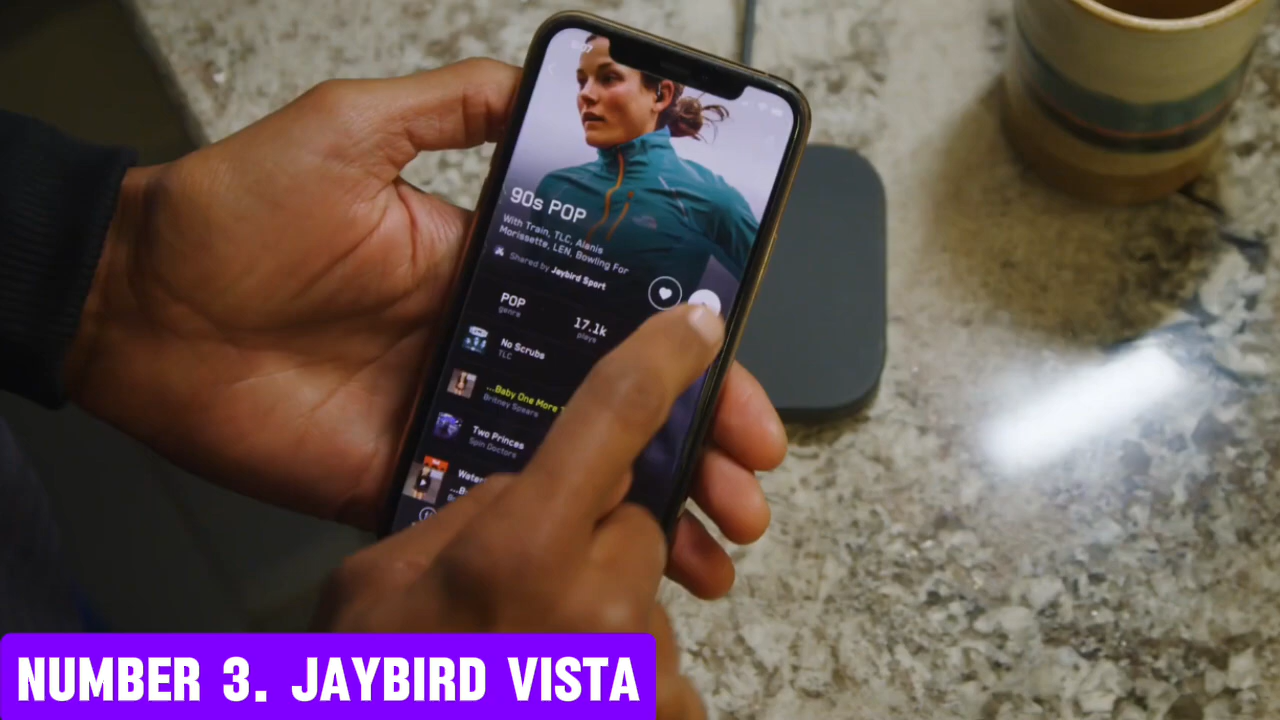 90s POP
With Train, TLC, Alanis
Morissette, LEN, Bowling For
Shared by Jaybird Sport
POP
genre
17.1k
plays
No Scrubs
TLC
...Baby One More
Britney Spears
Two Princes
Spin Doctors
NUMBER 3. JAYBIRD VISTA